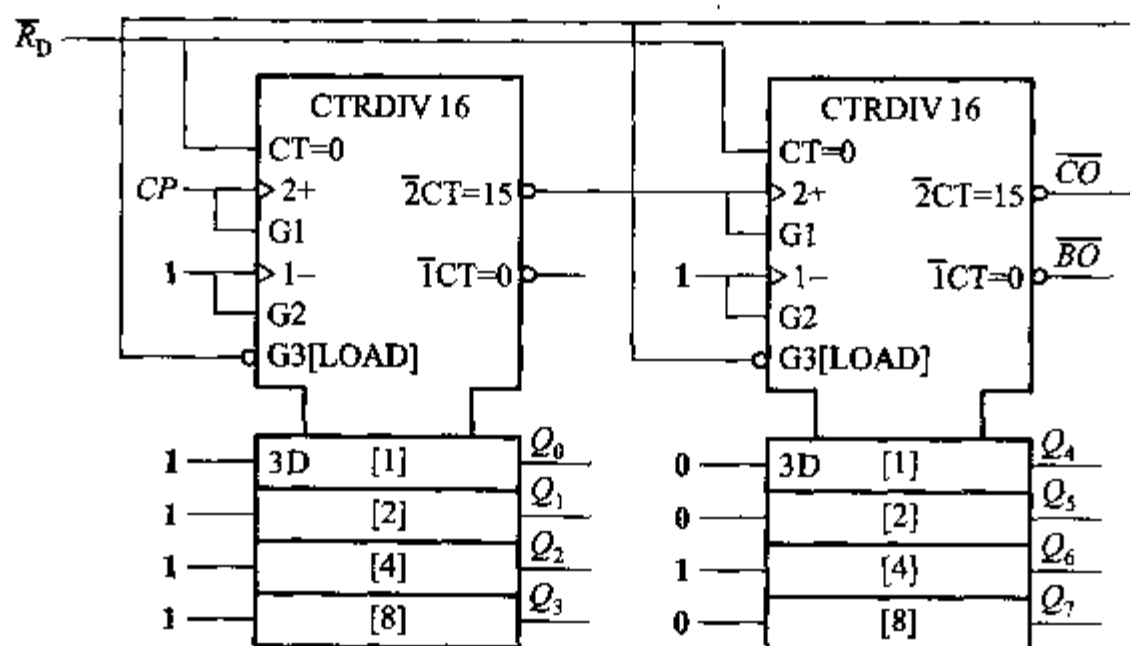 R̅_D
CTRDIV 16
CTRDIV 16
CT=0
CT=0
CP
2+
2̅CT=15
2+
2̅CT=15
C̅O̅
G1
G1
1
1−
1̅CT=0
1
1−
1̅CT=0
B̅O̅
G2
G2
G3[LOAD]
G3[LOAD]
1
3D
[1]
Q₀
0
3D
[1]
Q₄
1
[2]
Q₁
0
[2]
Q₅
1
[4]
Q₂
1
[4]
Q₆
1
[8]
Q₃
0
[8]
Q₇